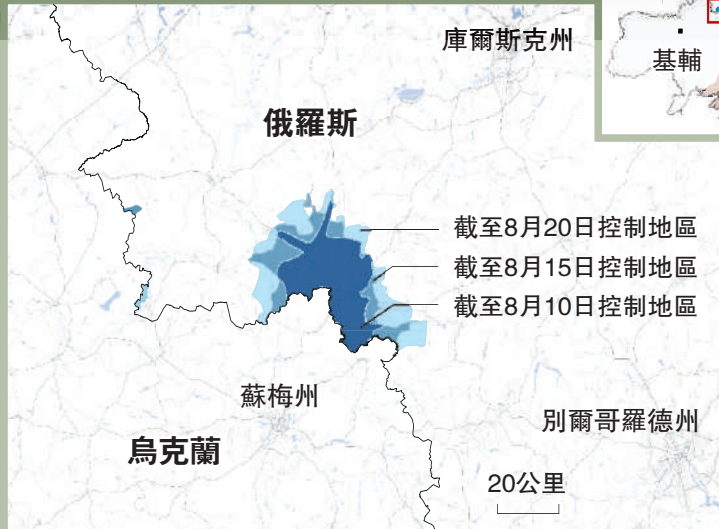 庫爾斯克州
基輔
俄羅斯
截至8月20日控制地區
截至8月15日控制地區
截至8月10日控制地區
蘇梅州
別爾哥羅德州
烏克蘭
20公里